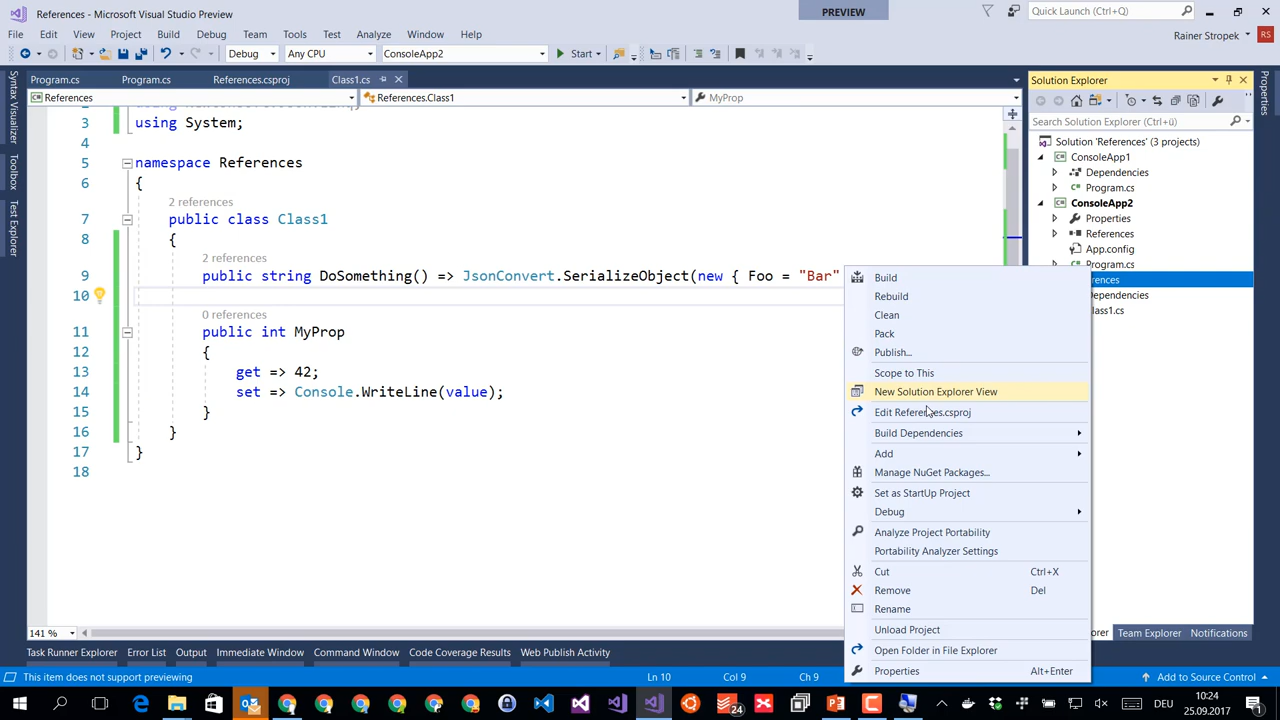 References - Microsoft Visual Studio Preview
PREVIEW
Quick Launch (Ctrl+Q)
File Edit View Project Build Debug Team Tools Test Analyze Window Help
Rainer Stropek
RS
Debug Any CPU ConsoleApp2 Start
Program.cs Program.cs References.csproj Class1.cs
References References.Class1 MyProp
3 using System;
4
5 namespace References
6 {
2 references
7 public class Class1
8 {
2 references
9 public string DoSomething() => JsonConvert.SerializeObject(new { Foo = "Bar"
10
0 references
11 public int MyProp
12 {
13 get => 42;
14 set => Console.WriteLine(value);
15 }
16 }
17 }
18
141 %
Syntax Visualizer
Toolbox
Test Explorer
Solution Explorer
Search Solution Explorer (Ctrl+ü)
Solution 'References' (3 projects)
ConsoleApp1
Dependencies
Program.cs
ConsoleApp2
Properties
References
App.config
Program.cs
Class1.cs
Properties
Build
Rebuild
Clean
Pack
Publish...
Scope to This
New Solution Explorer View
Edit References.csproj
Build Dependencies
Add
Manage NuGet Packages...
Set as StartUp Project
Debug
Analyze Project Portability
Portability Analyzer Settings
Cut Ctrl+X
Remove Del
Rename
Unload Project
Open Folder in File Explorer
Properties Alt+Enter
Team Explorer Notifications
Task Runner Explorer Error List Output Immediate Window Command Window Code Coverage Results Web Publish Activity
This item does not support previewing Ln 10 Col 9 Ch 9 Add to Source Control
24 DEU 10:24
25.09.2017